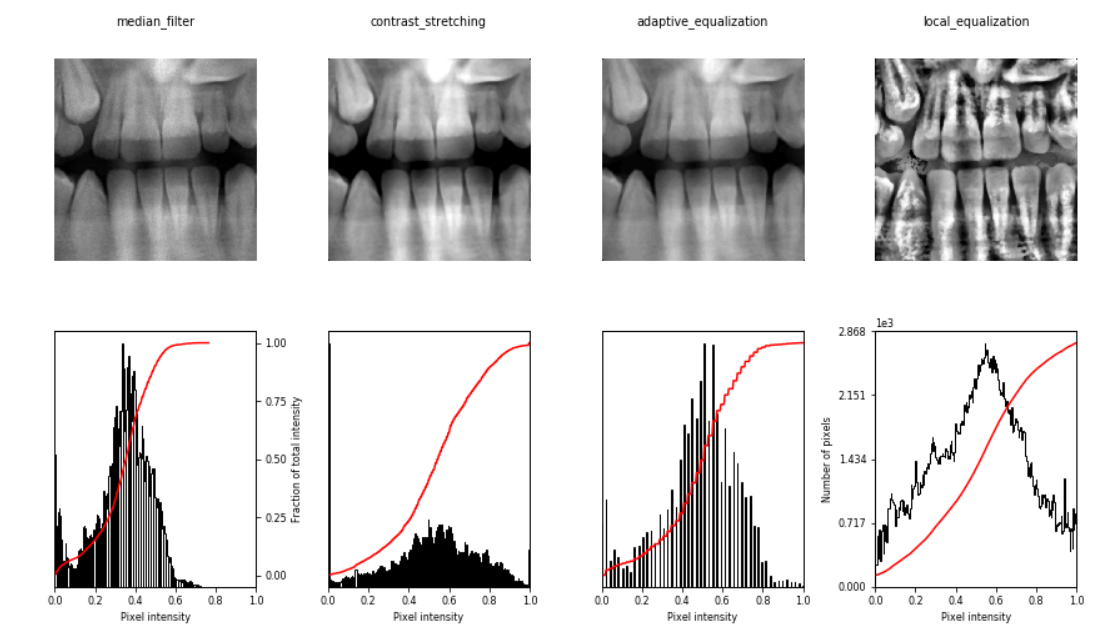 median_filter
contrast_stretching
adaptive_equalization
local_equalization
1.00
0.75
0.50
0.25
0.00
Fraction of total intensity
0.0 0.2 0.4 0.6 0.8 1.0
Pixel intensity
0.0 0.2 0.4 0.6 0.8 1.0
Pixel intensity
0.0 0.2 0.4 0.6 0.8 1.0
Pixel intensity
1e3
2.868
2.151
1.434
0.717
0.000
Number of pixels
0.0 0.2 0.4 0.6 0.8 1.0
Pixel intensity